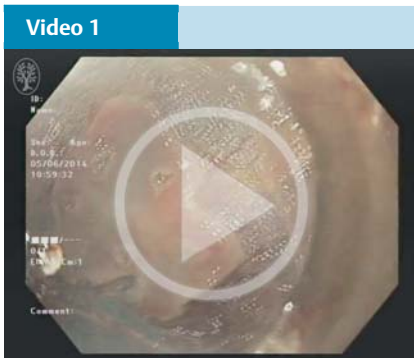 Video 1
ID:
Name:
Sex: Age:
D.O.B.:
05/06/2014
10:59:32
Comment: